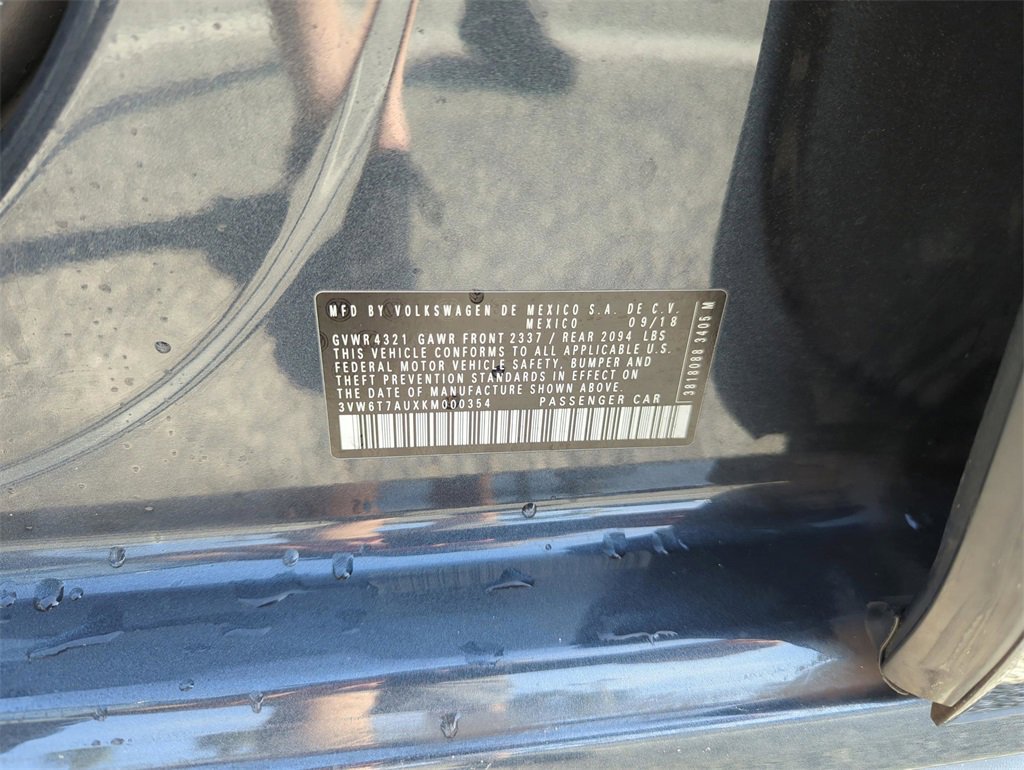 MFD BY VOLKSWAGEN DE MEXICO S.A. DE C.V.
MEXICO 09/18
GVWR 4321 GAWR FRONT 2337 / REAR 2094 LBS
THIS VEHICLE CONFORMS TO ALL APPLICABLE U.S.
FEDERAL MOTOR VEHICLE SAFETY, BUMPER AND
THEFT PREVENTION STANDARDS IN EFFECT ON
THE DATE OF MANUFACTURE SHOWN ABOVE.
3VW6T7AUXKM000354 PASSENGER CAR
3818088 3405 M